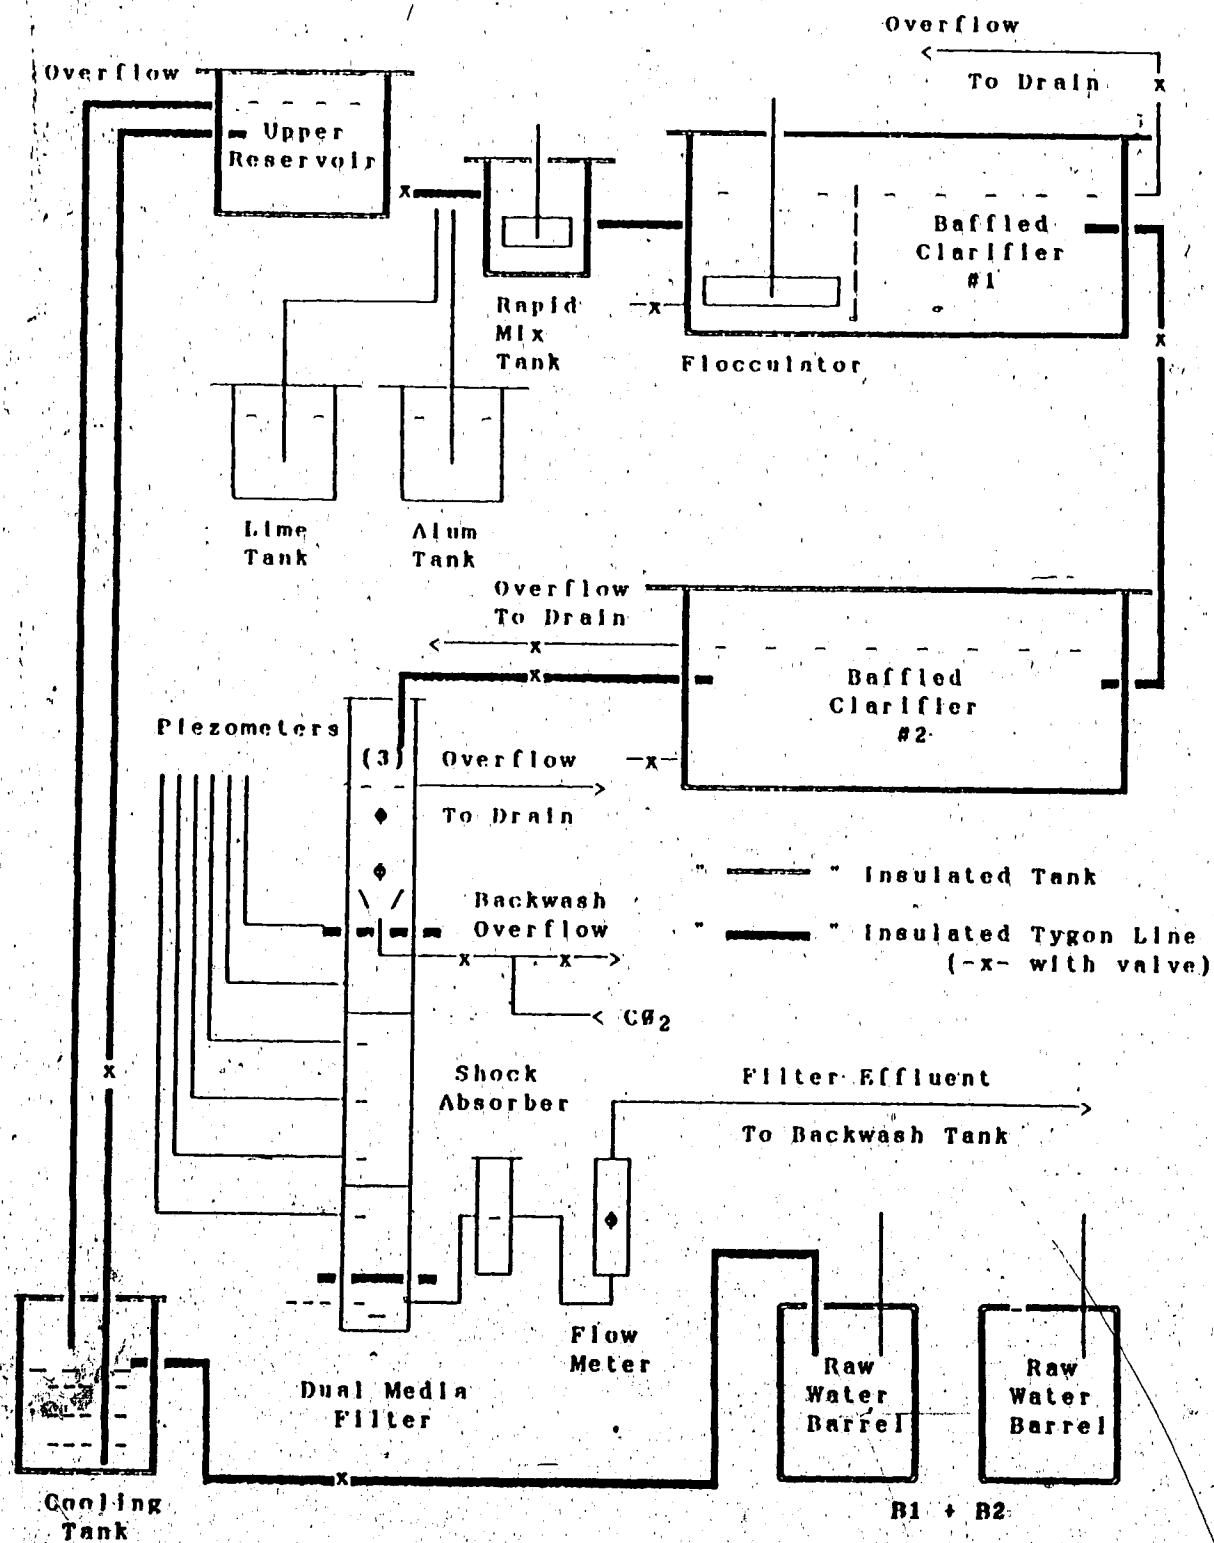 Overflow
To Drain
Overflow
Upper
Reservoir
x
x
Baffled
Clarifier
#1
Rapid
Mix
Tank
x
x
Flocculator
Lime
Tank
Alum
Tank
Overflow
To Drain
x
x
Baffled
Clarifier
#2
Piezometers
(3)
Overflow
x
To Drain
" " Insulated Tank
Backwash
Overflow
" " Insulated Tygon Line
(-x- with valve)
x x
CØ2
x
Shock
Absorber
Filter Effluent
To Backwash Tank
Flow
Meter
Dual Media
Filter
Raw
Water
Barrel
Raw
Water
Barrel
x
Cooling
Tank
B1 + B2